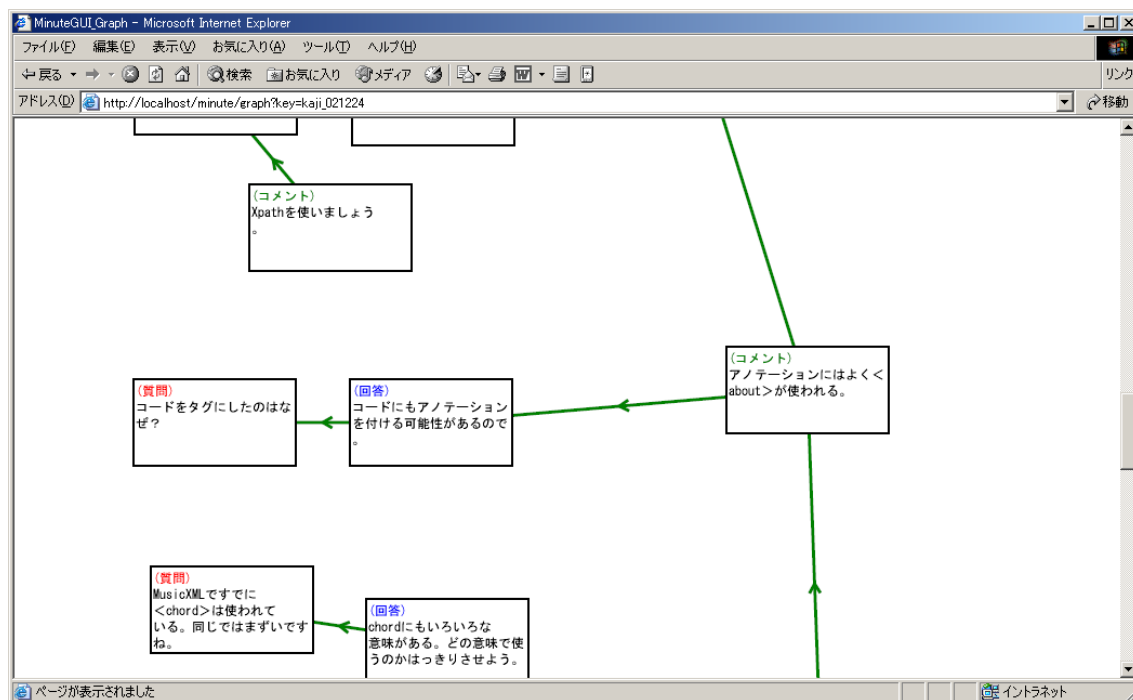 MinuteGUI_Graph - Microsoft Internet Explorer
ファイル(F) 編集(E) 表示(V) お気に入り(A) ツール(T) ヘルプ(H)
戻る 検索 お気に入り メディア リンク
アドレス(D) http://localhost/minute/graph?key=kaji_021224 移動
(コメント)
Xpathを使いましょう
。
(コメント)
アノテーションにはよく<
about>が使われる。
(質問)
コードをタグにしたのはな
ぜ?
(回答)
コードにもアノテーション
を付ける可能性があるので
。
(質問)
MusicXMLですでに
<chord>は使われて
いる。同じではまずいです
ね。
(回答)
chordにもいろいろな
意味がある。どの意味で使
うのかはっきりさせよう。
ページが表示されました イントラネット